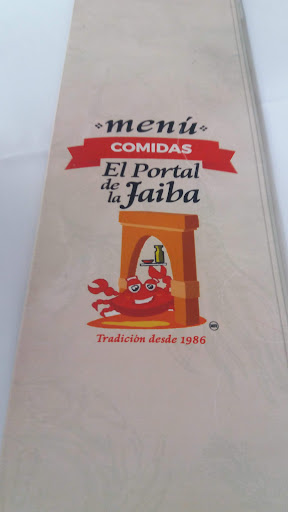 menú
COMIDAS
El Portal
de
la Jaiba
Tradición desde 1986